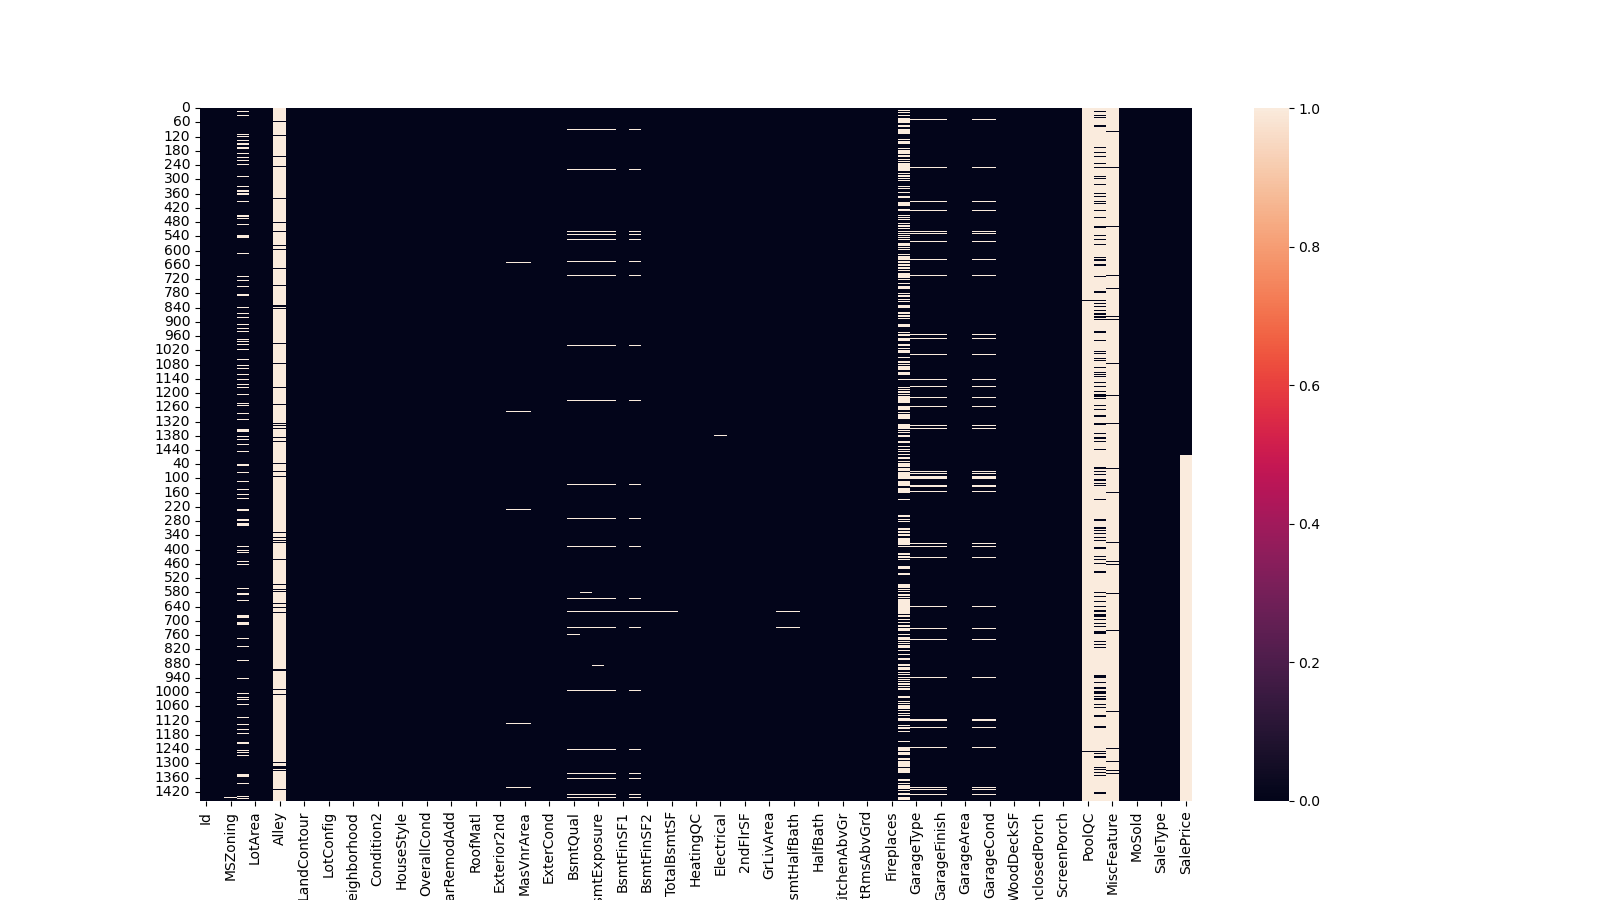 0
60
120
180
240
300
360
420
480
540
600
660
720
780
840
900
960
1020
1080
1140
1200
1260
1320
1380
1440
40
100
160
220
280
340
400
460
520
580
640
700
760
820
880
940
1000
1060
1120
1180
1240
1300
1360
1420
Id
MSZoning
LotArea
Alley
LandContour
LotConfig
eighborhood
Condition2
HouseStyle
OverallCond
arRemodAdd
RoofMatl
Exterior2nd
MasVnrArea
ExterCond
BsmtQual
smtExposure
BsmtFinSF1
BsmtFinSF2
TotalBsmtSF
HeatingQC
Electrical
2ndFlrSF
GrLivArea
smtHalfBath
HalfBath
itchenAbvGr
tRmsAbvGrd
Fireplaces
GarageType
GarageFinish
GarageArea
GarageCond
WoodDeckSF
nclosedPorch
ScreenPorch
PoolQC
MiscFeature
MoSold
SaleType
SalePrice
1.0
0.8
0.6
0.4
0.2
0.0